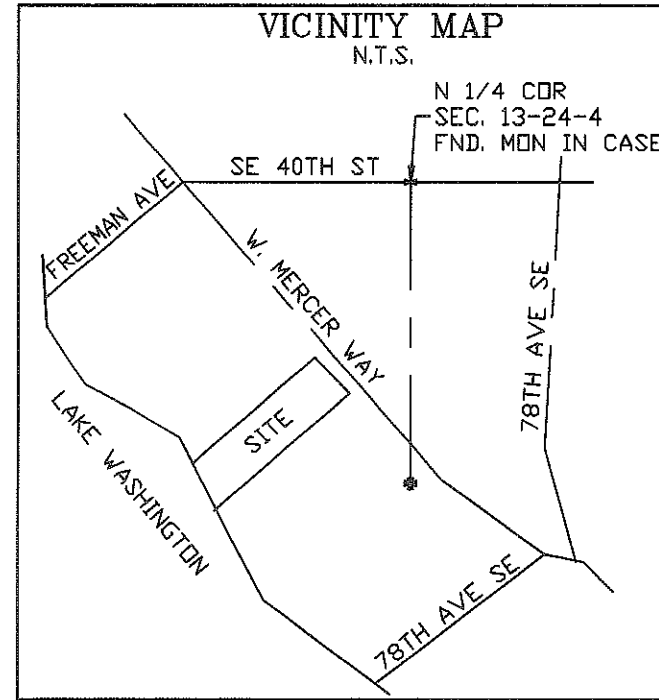 VICINITY MAP
N.T.S.
N 1/4 COR
SEC. 13-24-4
FND. MON IN CASE
SE 40TH ST
FREEMAN AVE
W. MERCER WAY
78TH AVE SE
SITE
LAKE WASHINGTON
78TH AVE SE